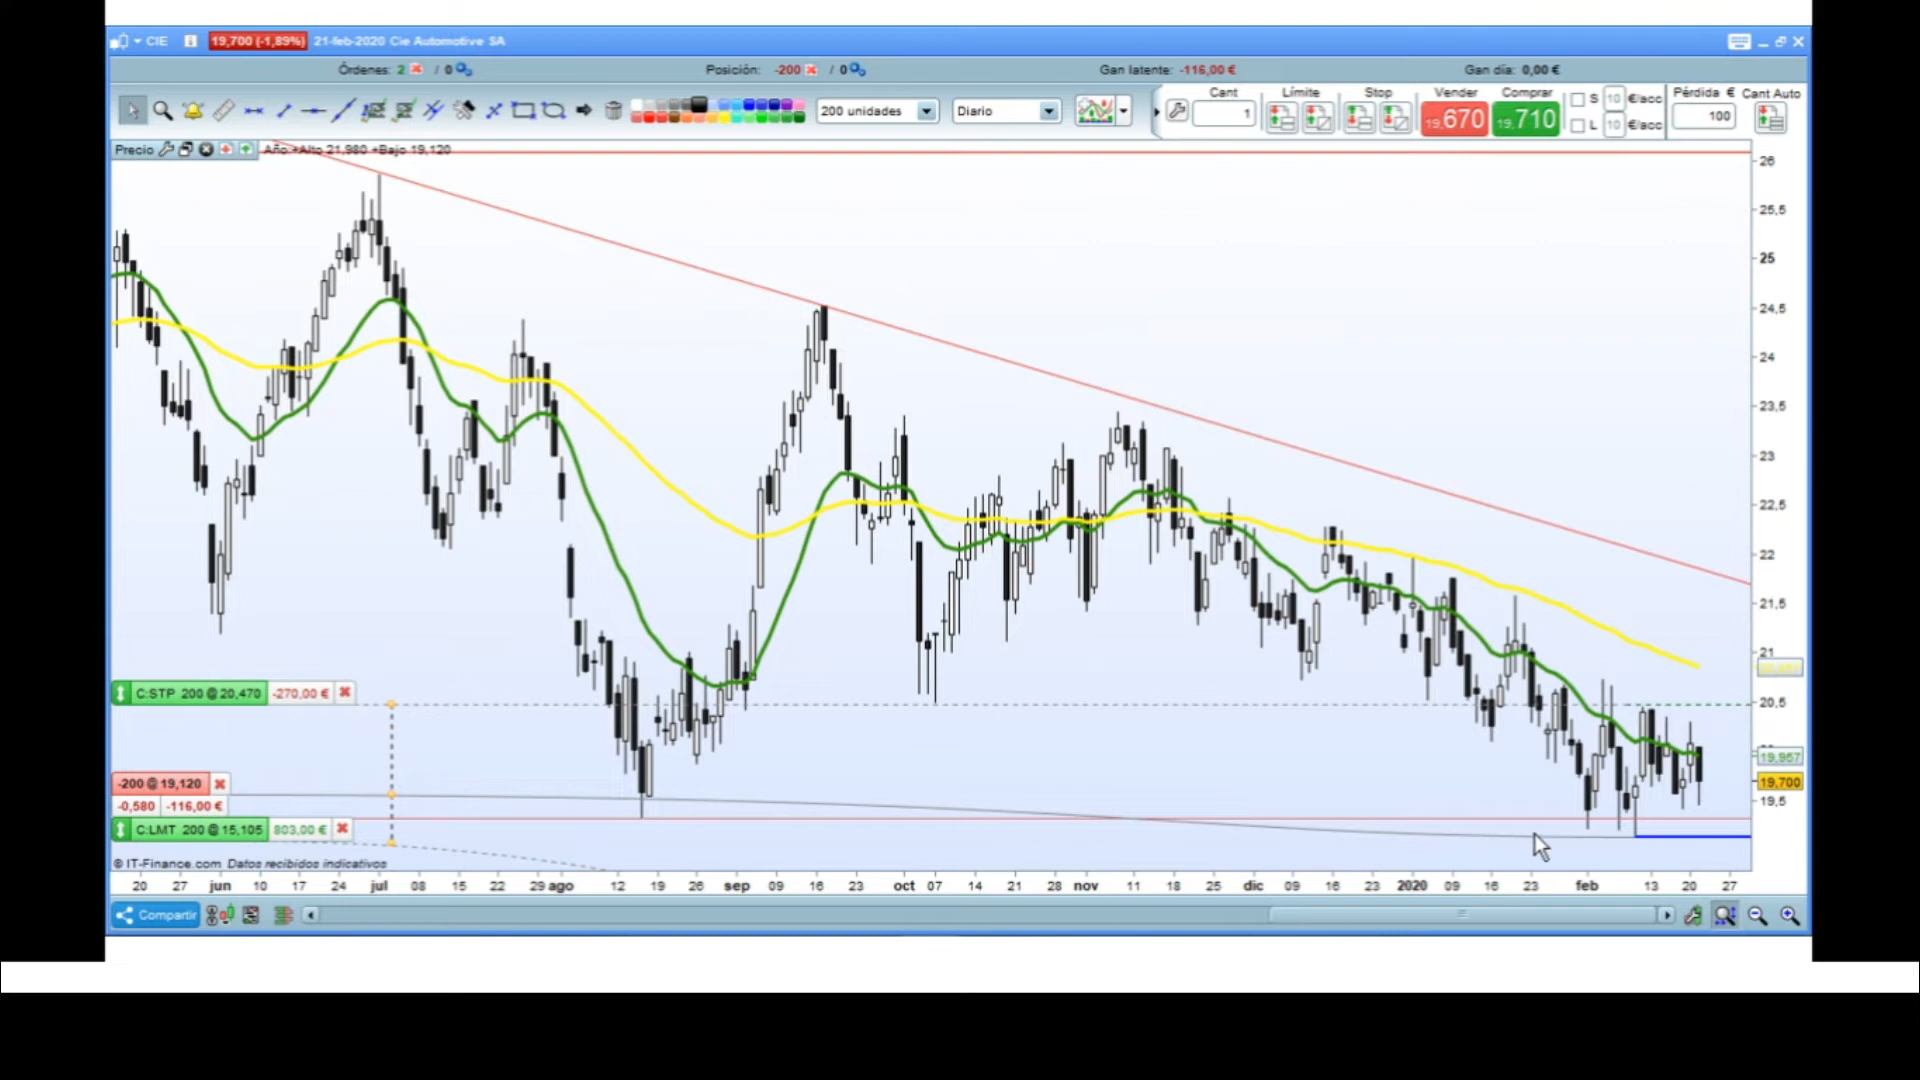 CIE 19,700 (-1,89%) 21-feb-2020 Cie Automotive SA
Órdenes: 2 / 0 Posición: -200 / 0 Gan latente: -116,00 € Gan día: 0,00 €
Cant Límite Stop Vender Comprar S 10 €/acc Pérdida € Cant Auto
200 unidades Diario 1 19,670 19,710 L 10 €/acc 100
Precio Año:+Alto 21,980 +Bajo 19,120
26
25,5
25
24,5
24
23,5
23
22,5
22
21,5
21
C:STP 200 @ 20,470 -270,00 €
20,5
19,957
-200 @ 19,120
19,700
-0,580 -116,00 €
19,5
C:LMT 200 @ 15,105 803,00 €
© IT-Finance.com Datos recibidos indicativos
20 27 jun 10 17 24 jul 08 15 22 29 ago 12 19 26 sep 09 16 23 oct 07 14 21 28 nov 11 18 25 dic 09 16 23 2020 09 16 23 feb 13 20 27
Compartir